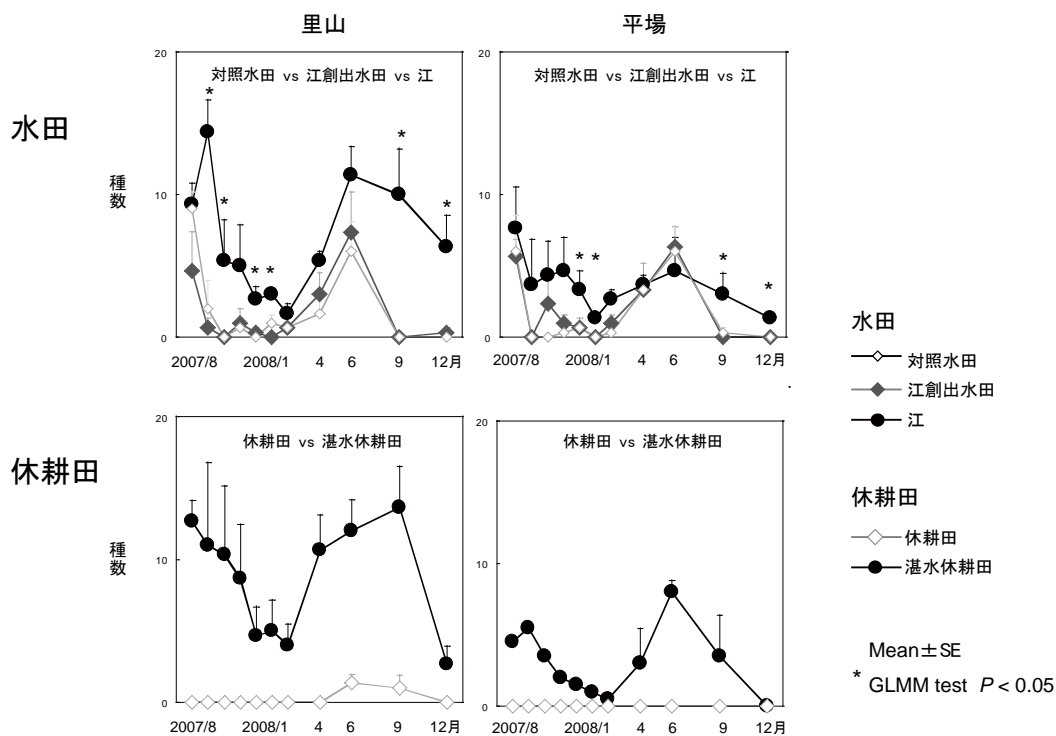 里山
平場
水田
種数
20
10
0
対照水田 vs 江創出水田 vs 江
* * * * * * *
2007/8 2008/1 4 6 9 12月
20
10
0
対照水田 vs 江創出水田 vs 江
* * * *
2007/8 2008/1 4 6 9 12月
休耕田
種数
20
10
0
休耕田 vs 湛水休耕田
2007/8 2008/1 4 6 9 12月
20
10
0
休耕田 vs 湛水休耕田
2007/8 2008/1 4 6 9 12月
水田
対照水田
江創出水田
江
休耕田
休耕田
湛水休耕田
Mean±SE
* GLMM test P < 0.05